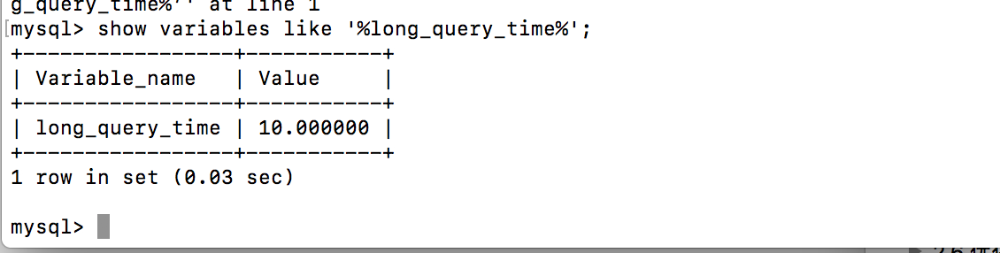 g_query_time%'' at line 1
[mysql> show variables like '%long_query_time%';
+-----------------+-----------+
| Variable_name   | Value     |
+-----------------+-----------+
| long_query_time | 10.000000 |
+-----------------+-----------+
1 row in set (0.03 sec)
mysql>